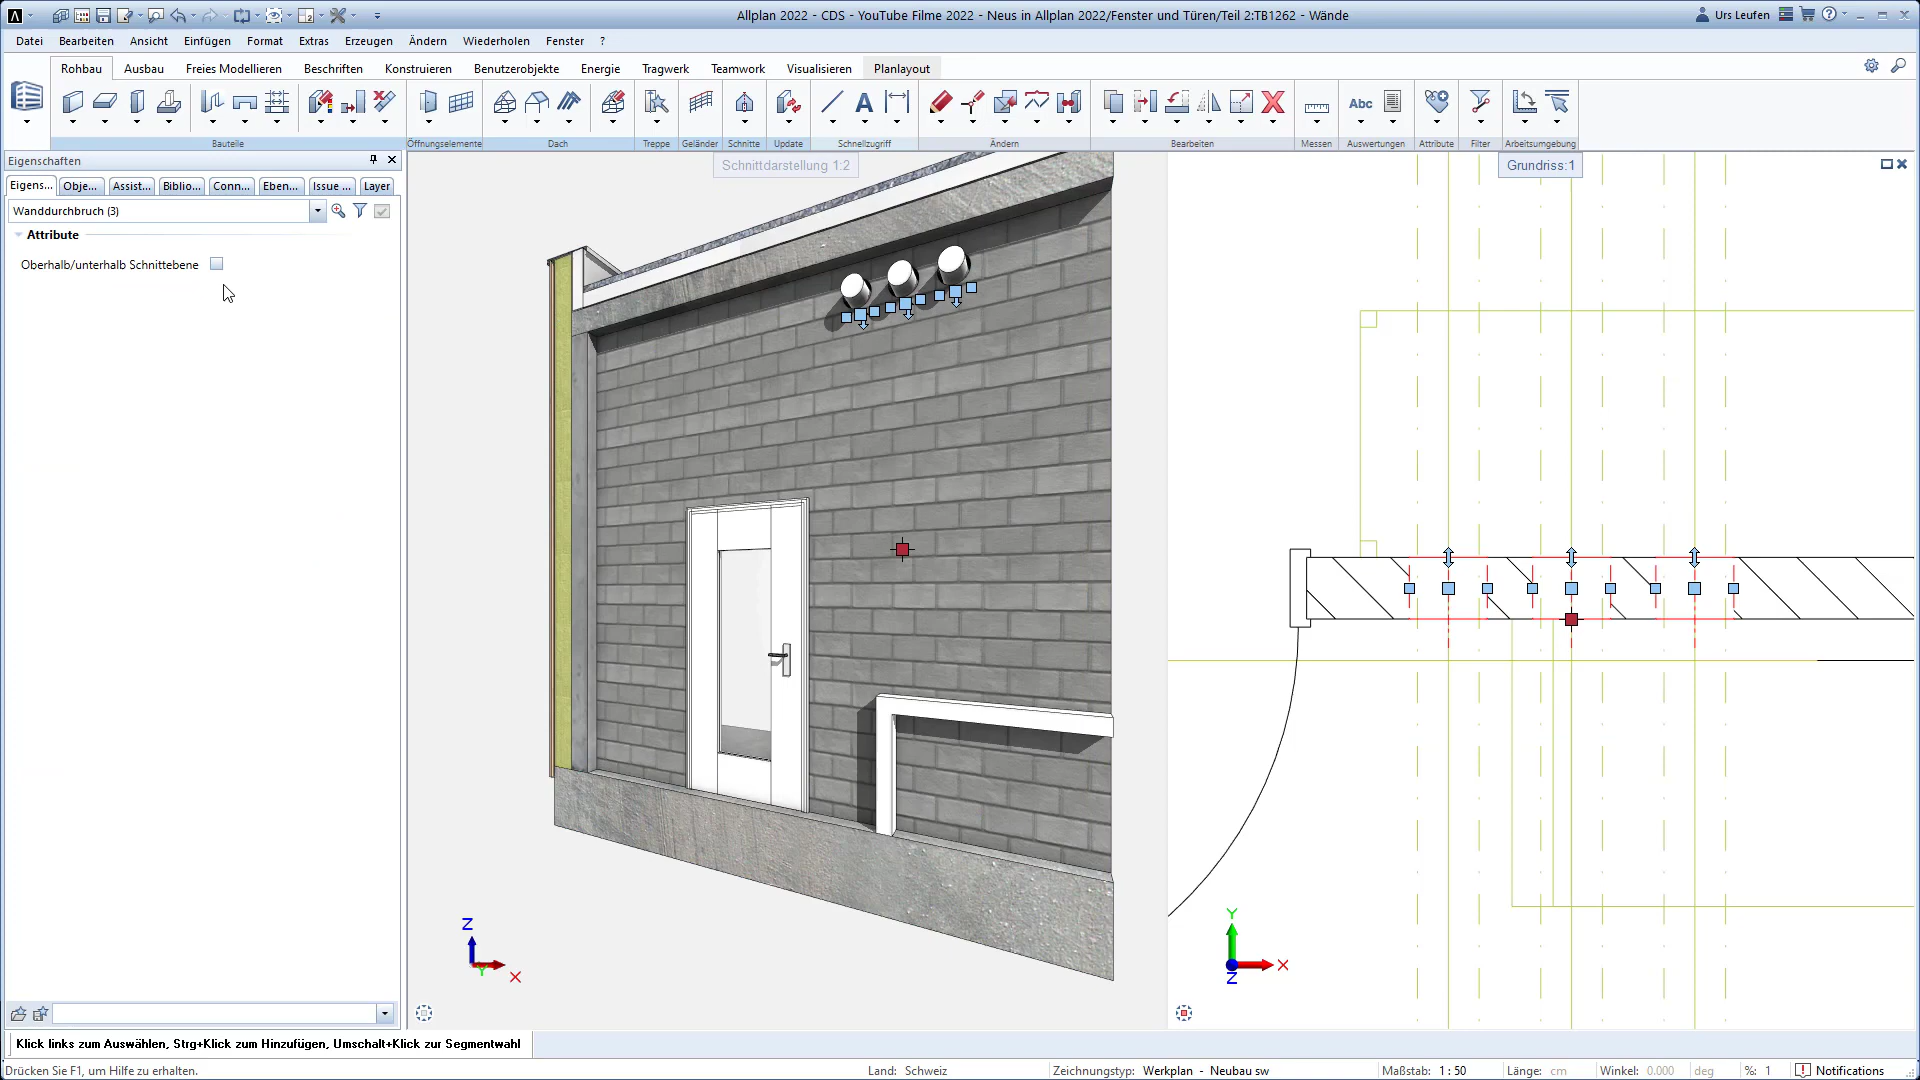 Allplan 2022 - CDS - YouTube Filme 2022 - Neus in Allplan 2022/Fenster und Türen/Teil 2:TB1262 - Wände
Urs Leufen
Datei Bearbeiten Ansicht Einfügen Format Extras Erzeugen Ändern Wiederholen Fenster ?
Rohbau Ausbau Freies Modellieren Beschriften Konstruieren Benutzerobjekte Energie Tragwerk Teamwork Visualisieren Planlayout
Abc
Bauteile Öffnungselemente Dach Treppe Geländer Schnitte Update Schnellzugriff Ändern Bearbeiten Messen Auswertungen Attribute Filter Arbeitsumgebung
Eigenschaften
Schnittdarstellung 1:2
Grundriss:1
Eigens... Obje... Assist... Biblio... Conn... Eben... Issue ... Layer
Wanddurchbruch (3)
Attribute
Oberhalb/unterhalb Schnittebene
Z
Y
X
Y
X
Z
Klick links zum Auswählen, Strg+Klick zum Hinzufügen, Umschalt+Klick zur Segmentwahl
Drücken Sie F1, um Hilfe zu erhalten.
Land: Schweiz
Zeichnungstyp: Werkplan - Neubau sw
Maßstab: 1 : 50
Länge: cm
Winkel: 0.000 deg
%: 1
Notifications